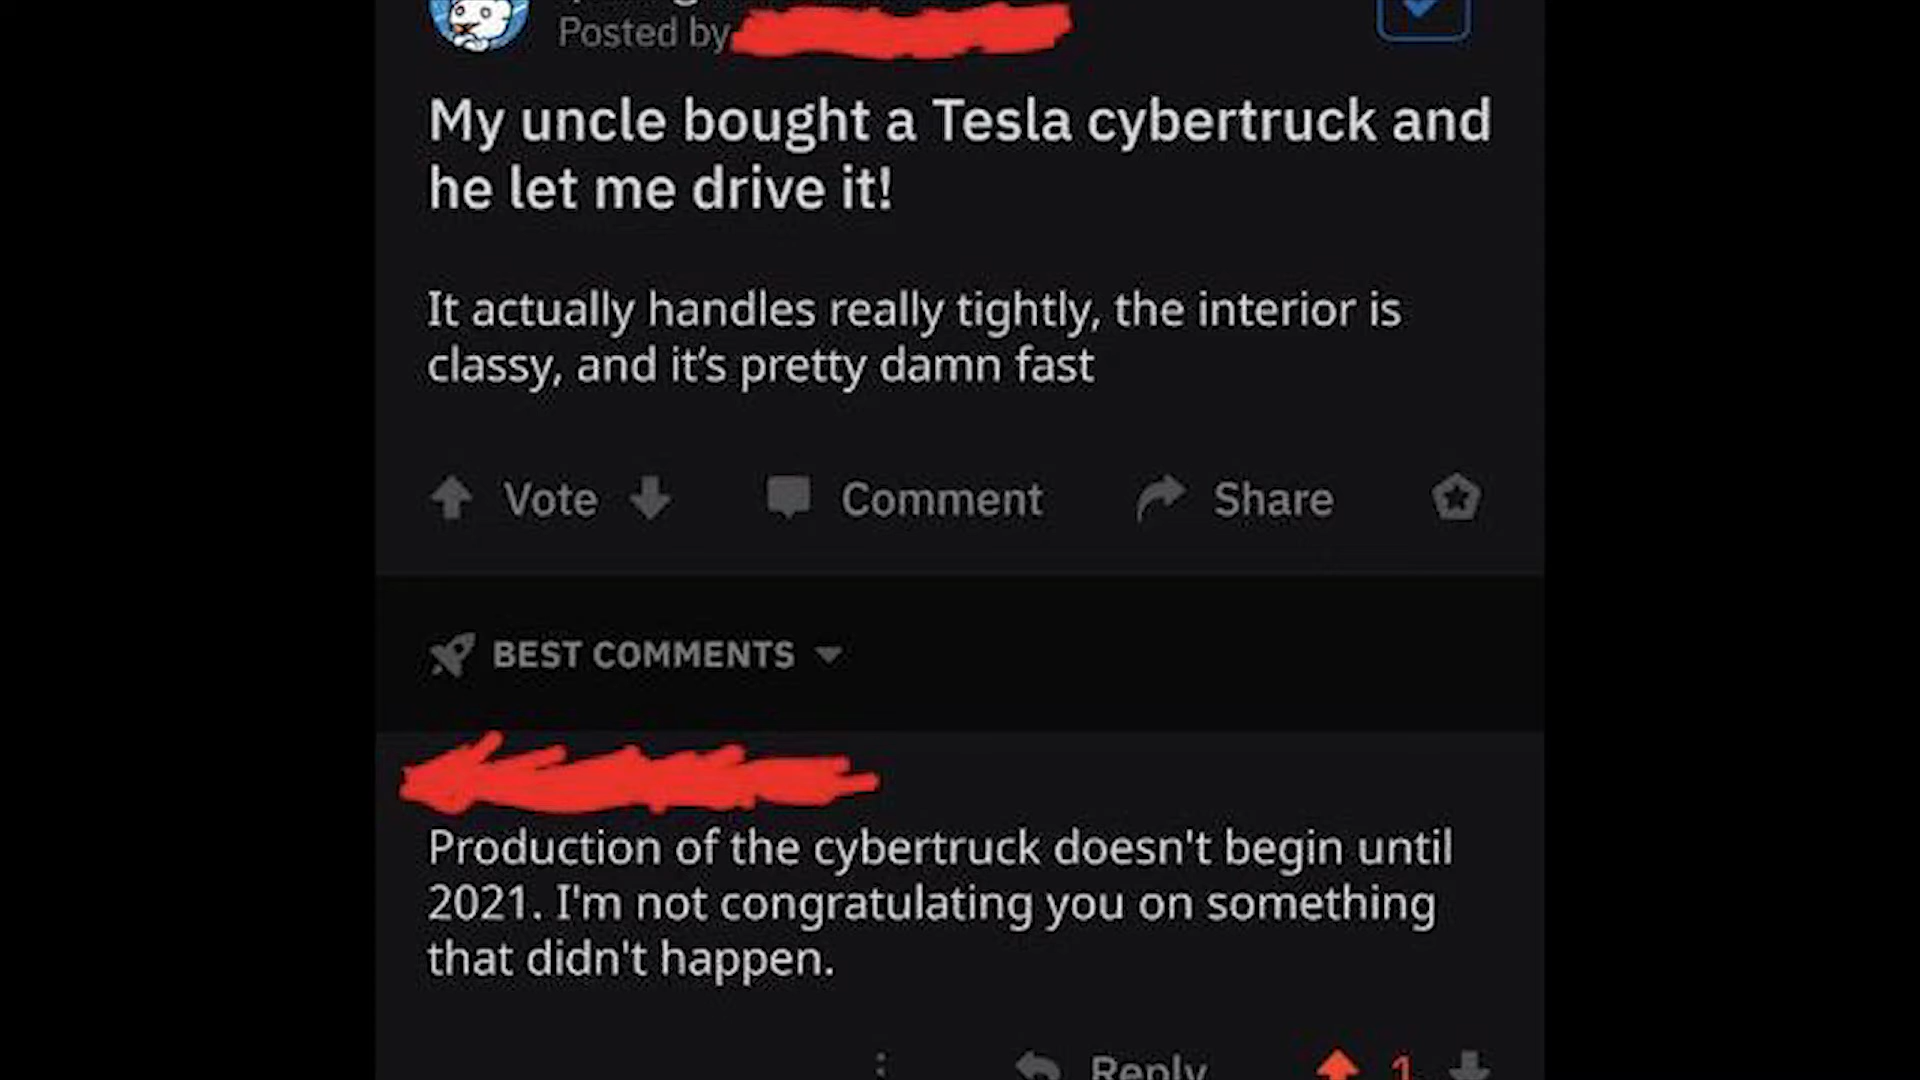 Posted by
My uncle bought a Tesla cybertruck and
he let me drive it!
It actually handles really tightly, the interior is
classy, and it's pretty damn fast
Vote
Comment
Share
BEST COMMENTS
Production of the cybertruck doesn't begin until
2021. I'm not congratulating you on something
that didn't happen.
Reply
1